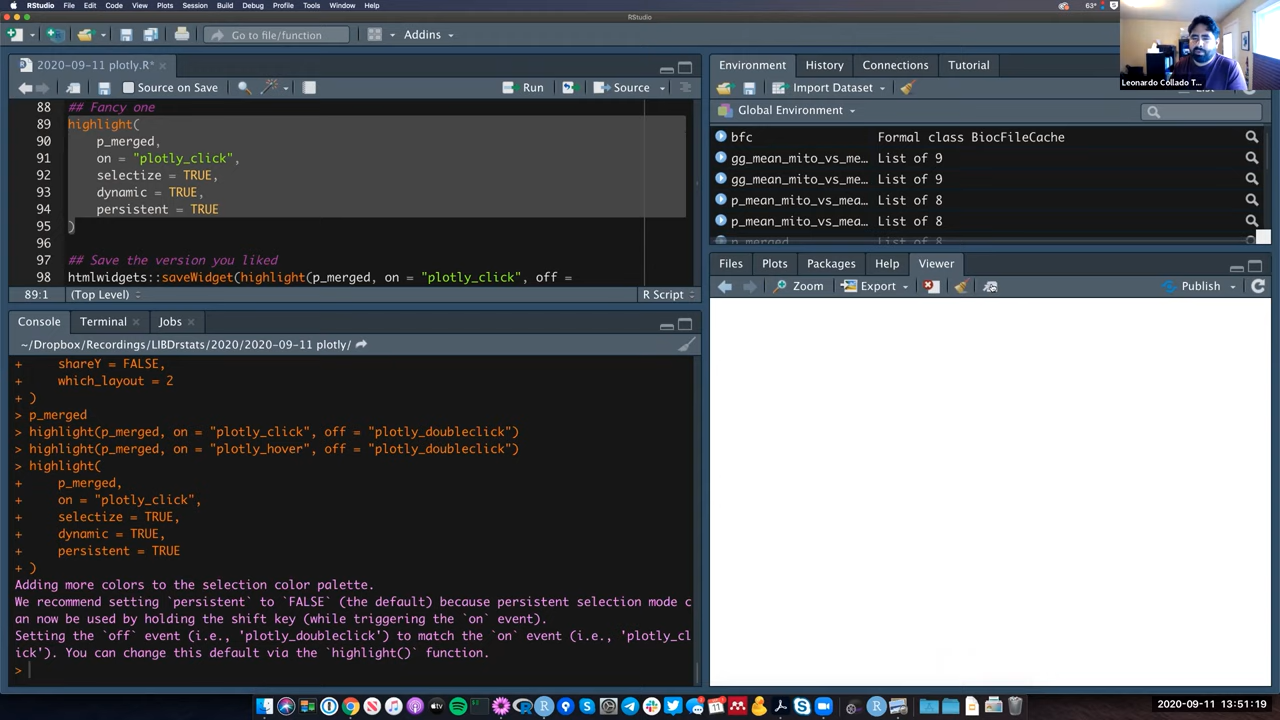 RStudio File Edit Code View Plots Session Build Debug Profile Tools Window Help
63°
RStudio
Go to file/function
Addins
2020-09-11 plotly.R*
Source on Save
Run
Source
88 ## Fancy one
89 highlight(
90 p_merged,
91 on = "plotly_click",
92 selectize = TRUE,
93 dynamic = TRUE,
94 persistent = TRUE
95 )
96
97 ## Save the version you liked
98 htmlwidgets::saveWidget(highlight(p_merged, on = "plotly_click", off =
89:1 (Top Level) R Script
Console Terminal Jobs
~/Dropbox/Recordings/LIBDrstats/2020/2020-09-11 plotly/
+ shareY = FALSE,
+ which_layout = 2
+ )
> p_merged
> highlight(p_merged, on = "plotly_click", off = "plotly_doubleclick")
> highlight(p_merged, on = "plotly_hover", off = "plotly_doubleclick")
> highlight(
+ p_merged,
+ on = "plotly_click",
+ selectize = TRUE,
+ dynamic = TRUE,
+ persistent = TRUE
+ )
Adding more colors to the selection color palette.
We recommend setting `persistent` to `FALSE` (the default) because persistent selection mode c
an now be used by holding the shift key (while triggering the `on` event).
Setting the `off` event (i.e., 'plotly_doubleclick') to match the `on` event (i.e., 'plotly_cl
ick'). You can change this default via the `highlight()` function.
>
Environment History Connections Tutorial
Import Dataset
List
Global Environment
bfc Formal class BiocFileCache
gg_mean_mito_vs_me… List of 9
gg_mean_mito_vs_me… List of 9
p_mean_mito_vs_mea… List of 8
p_mean_mito_vs_mea… List of 8
p_merged List of 8
Files Plots Packages Help Viewer
Zoom Export Publish
Leonardo Collado T...
2020-09-11 13:51:19